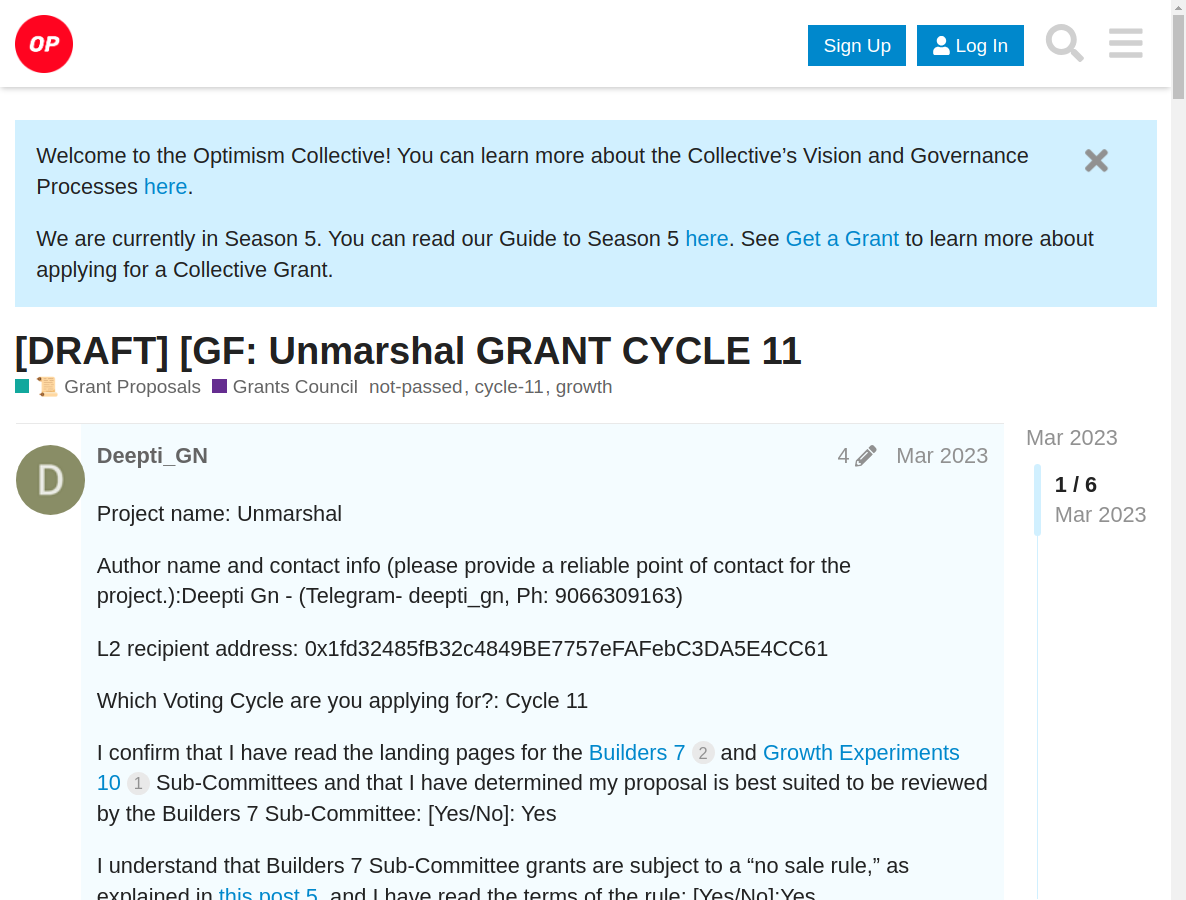 OP
Sign Up
Log In
Welcome to the Optimism Collective! You can learn more about the Collective’s Vision and Governance
Processes here.
We are currently in Season 5. You can read our Guide to Season 5 here. See Get a Grant to learn more about
applying for a Collective Grant.
[DRAFT] [GF: Unmarshal GRANT CYCLE 11
📜 Grant Proposals Grants Council not-passed, cycle-11, growth
D
Deepti_GN
4
Mar 2023
Project name: Unmarshal
Author name and contact info (please provide a reliable point of contact for the
project.):Deepti Gn - (Telegram- deepti_gn, Ph: 9066309163)
L2 recipient address: 0x1fd32485fB32c4849BE7757eFAFebC3DA5E4CC61
Which Voting Cycle are you applying for?: Cycle 11
I confirm that I have read the landing pages for the Builders 7 2 and Growth Experiments
10 1 Sub-Committees and that I have determined my proposal is best suited to be reviewed
by the Builders 7 Sub-Committee: [Yes/No]: Yes
I understand that Builders 7 Sub-Committee grants are subject to a “no sale rule,” as
explained in this post 5, and I have read the terms of the rule: [Yes/No]:Yes
Mar 2023
1 / 6
Mar 2023